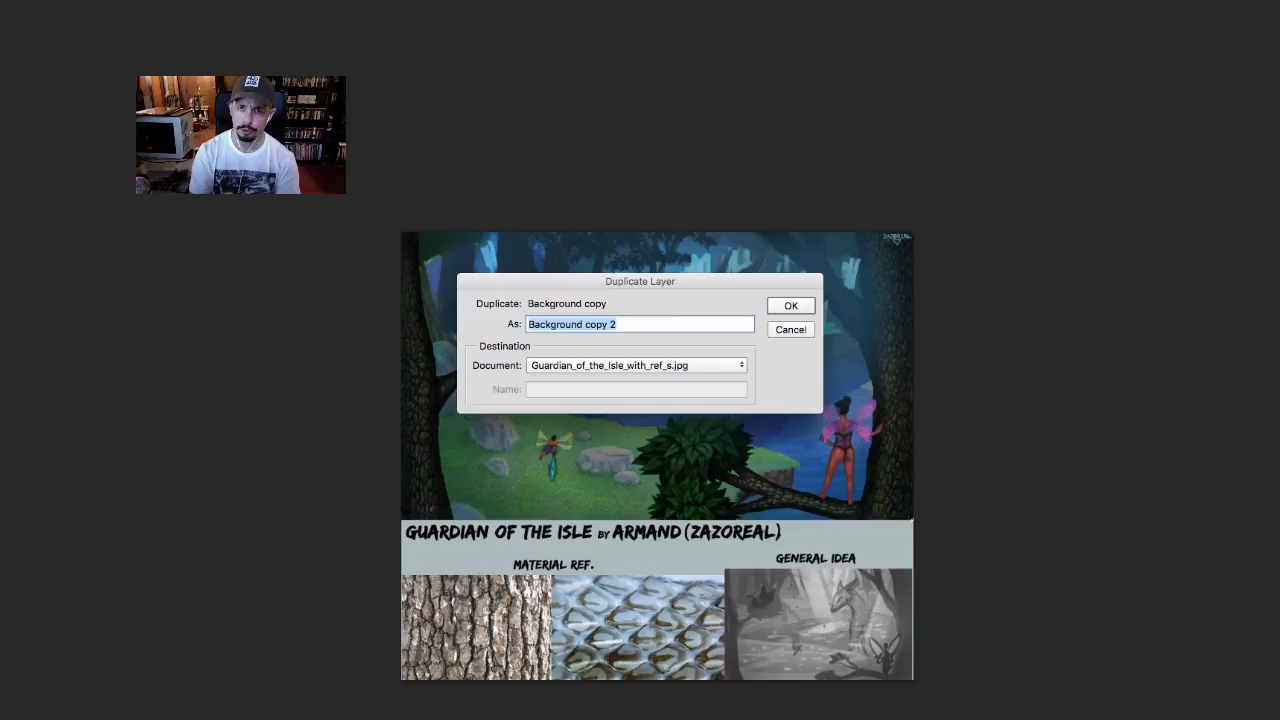 Duplicate Layer
Duplicate: Background copy
OK
As: Background copy 2
Cancel
Destination
Document: Guardian_of_the_Isle_with_ref_s.jpg
Name:
GUARDIAN OF THE ISLE BY ARMAND (ZAZOREAL)
MATERIAL REF.
GENERAL IDEA